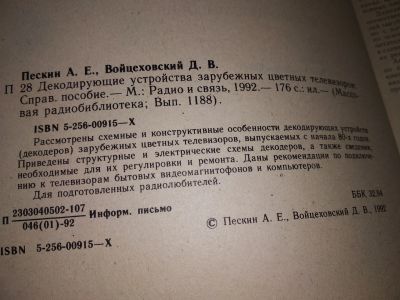 Пескин А. Е., Войцеховский Д. В.
П 28 Декодирующие устройства зарубежных цветных телевизоров:
Справ. пособие.— М.: Радио и связь, 1992.— 176 с.: ил.— (Массо-
вая радиобиблиотека; Вып. 1188).
ISBN 5-256-00915—X
Рассмотрены схемные и конструктивные особенности декодирующих устройств
(декодеров) зарубежных цветных телевизоров, выпускаемых с начала 80-х годов.
Приведены структурные и электрические схемы декодеров, а также сведения,
необходимые для их регулировки и ремонта. Даны рекомендации по подключе-
нию к телевизорам бытовых видеомагнитофонов и компьютеров.
Для подготовленных радиолюбителей.
П 2303040502-107 Информ. письмо
046(01)-92
ББК 32.94
ISBN 5-256-00915—X
© Пескин А. Е., Войцеховский Д. В., 1992